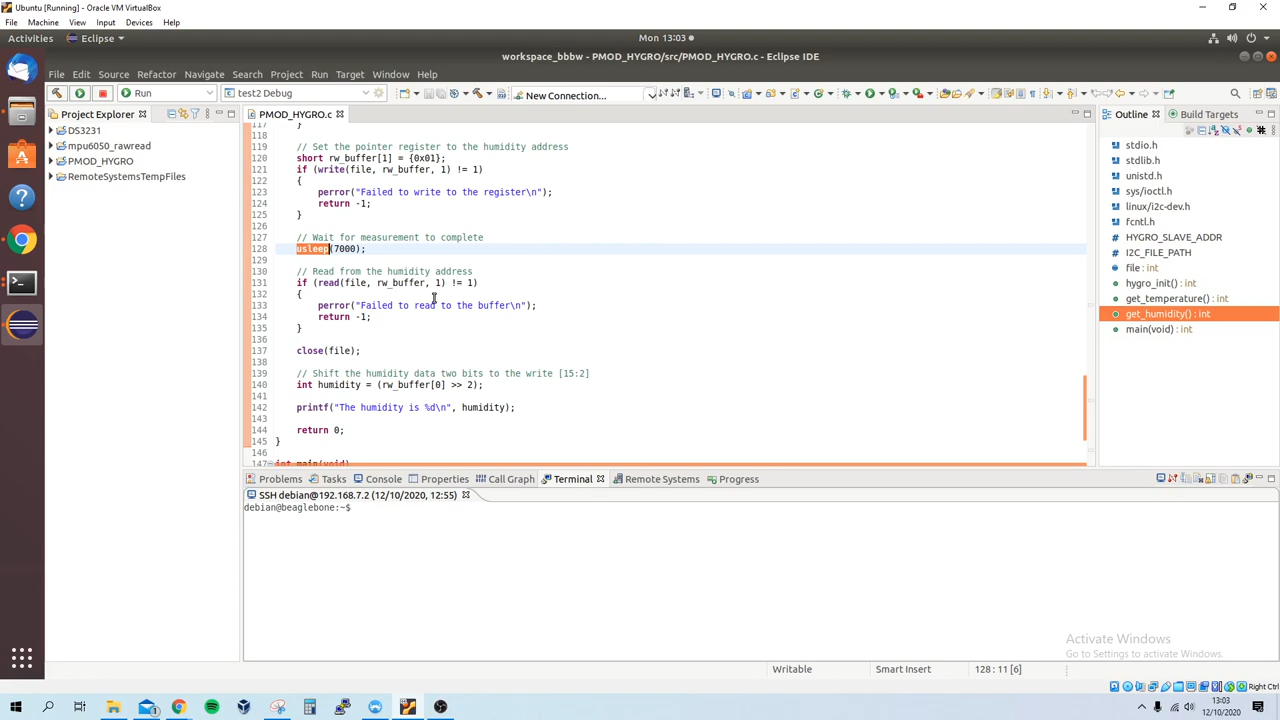 Ubuntu [Running] - Oracle VM VirtualBox
File Machine View Input Devices Help
Activities Eclipse Mon 13:03
workspace_bbbw - PMOD_HYGRO/src/PMOD_HYGRO.c - Eclipse IDE
File Edit Source Refactor Navigate Search Project Run Target Window Help
Run test2 Debug New Connection...
Project Explorer
DS3231
mpu6050_rawread
PMOD_HYGRO
RemoteSystemsTempFiles
PMOD_HYGRO.c
117 }
118
119 // Set the pointer register to the humidity address
120 short rw_buffer[1] = {0x01};
121 if (write(file, rw_buffer, 1) != 1)
122 {
123 perror("Failed to write to the register\n");
124 return -1;
125 }
126
127 // Wait for measurement to complete
128 usleep(7000);
129
130 // Read from the humidity address
131 if (read(file, rw_buffer, 1) != 1)
132 {
133 perror("Failed to read to the buffer\n");
134 return -1;
135 }
136
137 close(file);
138
139 // Shift the humidity data two bits to the write [15:2]
140 int humidity = (rw_buffer[0] >> 2);
141
142 printf("The humidity is %d\n", humidity);
143
144 return 0;
145 }
146
147 int main(void)
Outline Build Targets
stdio.h
stdlib.h
unistd.h
sys/ioctl.h
linux/i2c-dev.h
fcntl.h
HYGRO_SLAVE_ADDR
I2C_FILE_PATH
file : int
hygro_init() : int
get_temperature() : int
get_humidity() : int
main(void) : int
Problems Tasks Console Properties Call Graph Terminal Remote Systems Progress
SSH debian@192.168.7.2 (12/10/2020, 12:55)
debian@beaglebone:~$
Activate Windows
Go to Settings to activate Windows.
Writable Smart Insert 128 : 11 [6]
Right Ctrl
13:03
12/10/2020